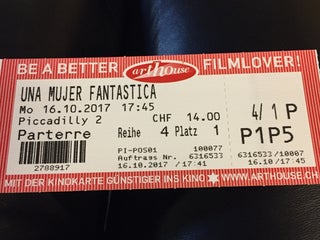 BE A BETTER arthouse FILMLOVER!
UNA MUJER FANTASTICA
Mo 16.10.2017 17:45
Piccadilly 2 CHF 14.00 4/1 P
Parterre Reihe 4 Platz 1 P1P5
PI-POS01 100077
Auftrags Nr. 6316533 6316533/10007
2788917 16.10.2017 /17:41 16.10/17:45
MIT DER KINOKARTE GÜNSTIGER INS KINO WWW.ARTHOUSE.CH